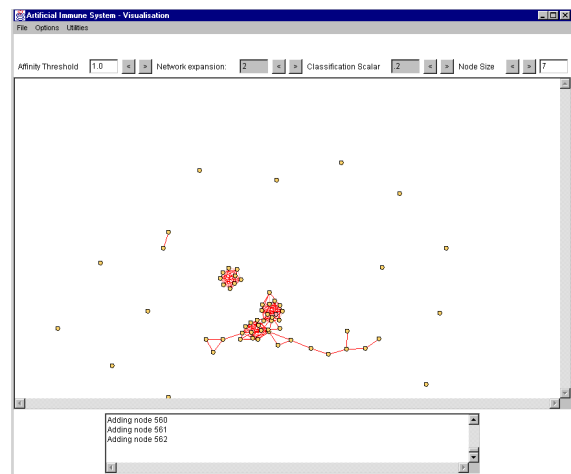 Artificial Immune System - Visualisation
File Options Utilities
Affinity Threshold 1.0 < > Network expansion: 2 < > Classification Scalar .2 < > Node Size < > 7
Adding node 560
Adding node 561
Adding node 562